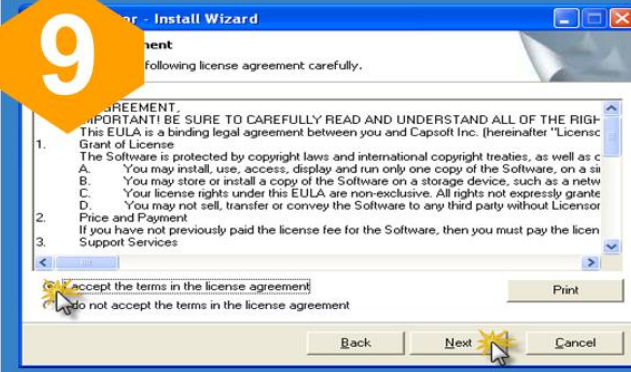 9
- Install Wizard
following license agreement carefully.
AGREEMENT,
IMPORTANT! BE SURE TO CAREFULLY READ AND UNDERSTAND ALL OF THE RIGH
This EULA is a binding legal agreement between you and Capsoft Inc. (hereinafter "Licenso
1. Grant of License
The Software is protected by copyright laws and international copyright treaties, as well as
A. You may install, use, access, display and run only one copy of the Software, on a
B. You may store or install a copy of the Software on a storage device, such as a netw
C. Your license rights under this EULA are non-exclusive. All rights not expressly grante
D. You may not sell, transfer or convey the Software to any third party without Licensor
2. Price and Payment
If you have not previously paid the license fee for the Software, then you must pay the licen
3. Support Services
I accept the terms in the license agreement
do not accept the terms in the license agreement
Print
Back Next Cancel